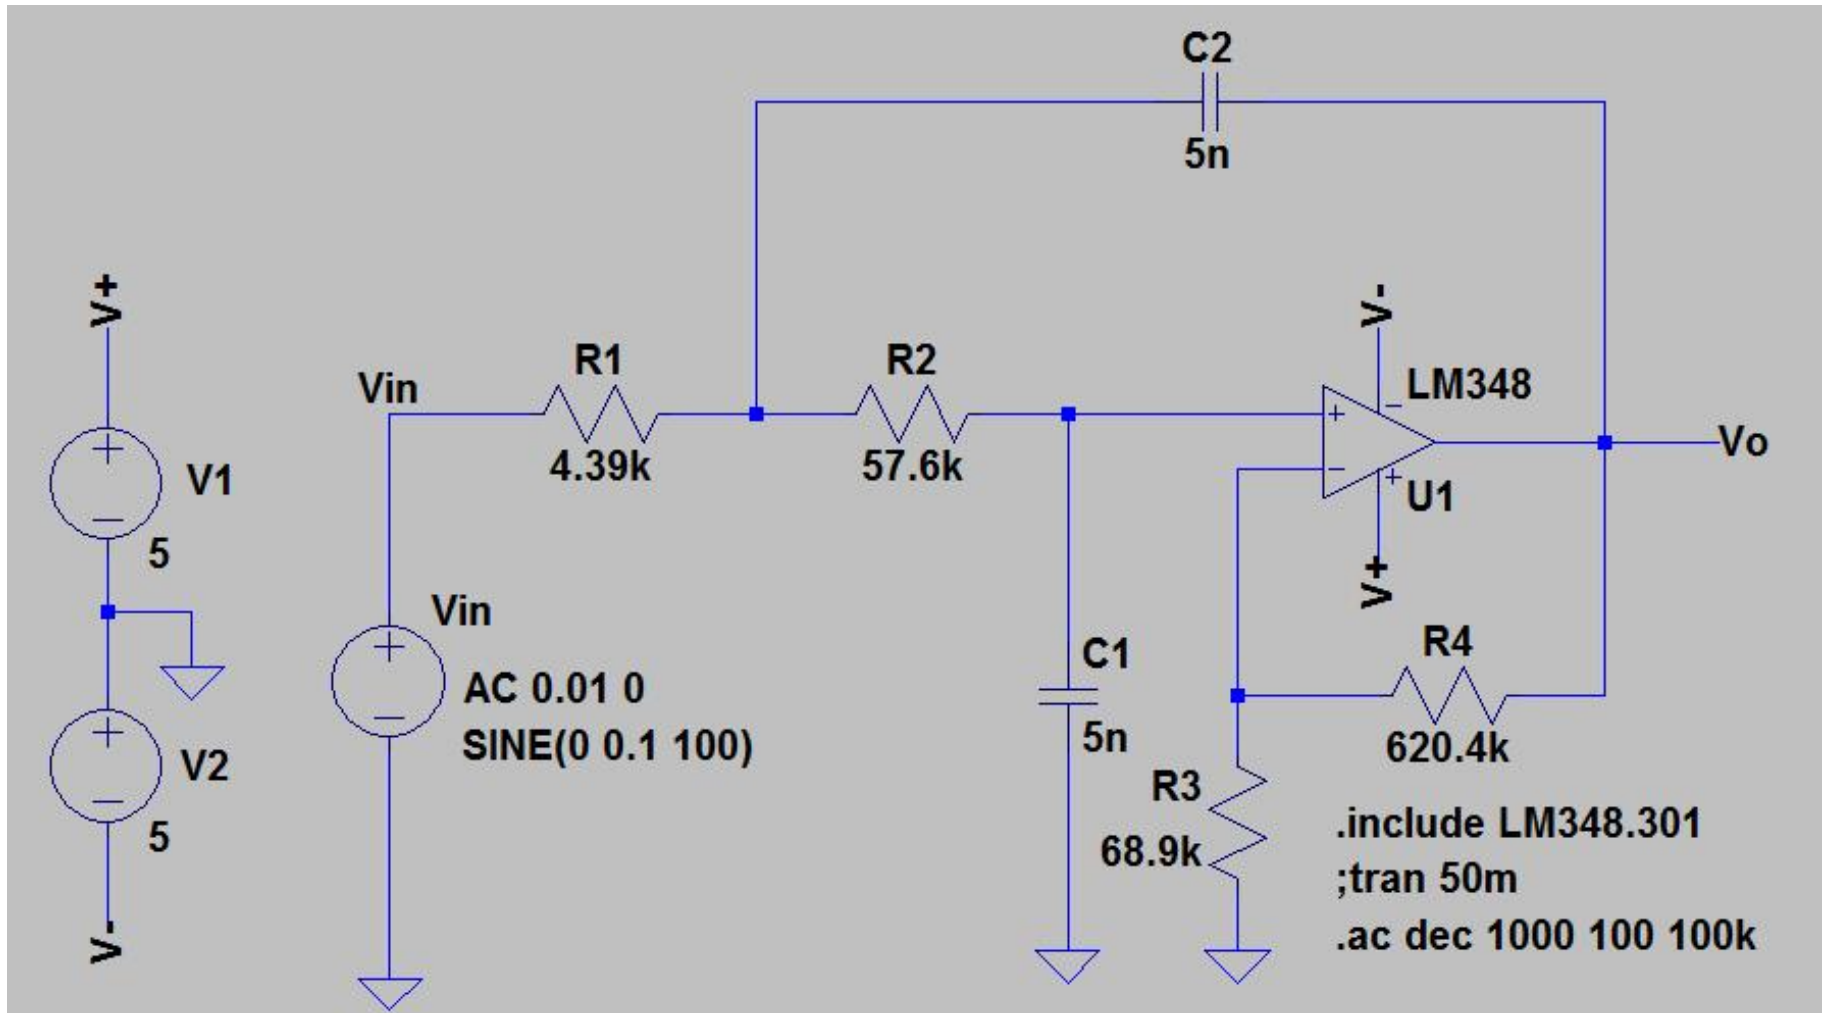 C2
5n
V+
V-
R1
R2
LM348
Vin
4.39k
57.6k
Vo
V1
U1
5
V+
Vin
R4
C1
AC 0.01 0
SINE(0 0.1 100)
5n
620.4k
V2
R3
5
68.9k
.include LM348.301
;tran 50m
.ac dec 1000 100 100k
V-